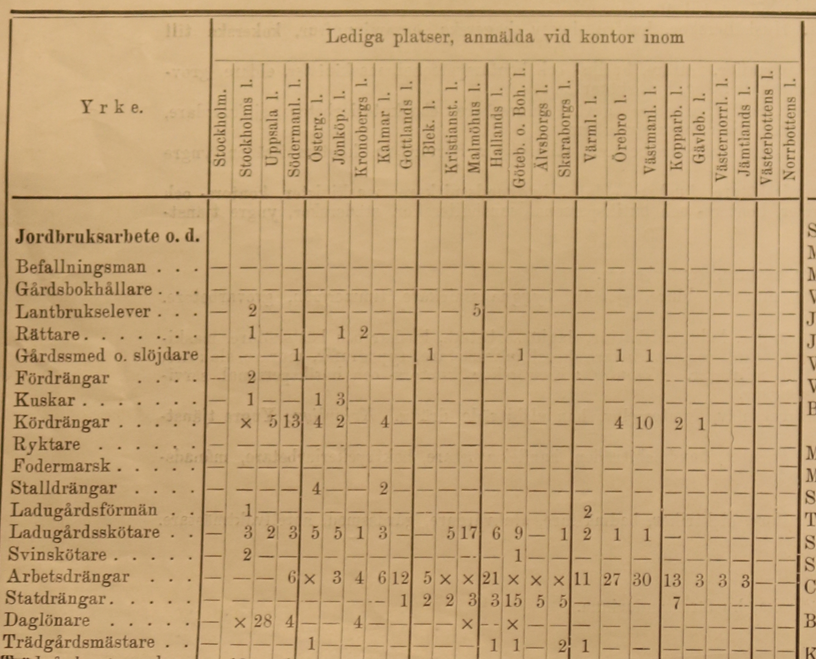 Yrke.
Lediga platser, anmälda vid kontor inom
Stockholm.
Stockholms l.
Uppsala l.
Södermanl. l.
Österg. l.
Jönköp. l.
Kronobergs l.
Kalmar l.
Gottlands l.
Blek. l.
Kristianst. l.
Malmöhus l.
Hallands l.
Göteb. o. Boh. l.
Älvsborgs l.
Skaraborgs l.
Värml. l.
Örebro l.
Västmanl. l.
Kopparb. l.
Gävleb. l.
Västernorrl. l.
Jämtlands l.
Västerbottens l.
Norrbottens l.
Jordbruksarbete o. d.
Befallningsman . . . — — — — — — — — — — — — — — — — — — — — — — — — —
Gårdsbokhållare . . . — — — — — — — — — — — — — — — — — — — — — — — — —
Lantbrukselever . . . — 2 — — — — — — — — — 5 — — — — — — — — — — — — —
Rättare . . . . . . . — 1 — — — 1 2 — — — — — — — — — — — — — — — — — —
Gårdssmed o. slöjdare — — — 1 — — — — — 1 — — — 1 — — — 1 1 — — — — — —
Fördrängar . . . . — 2 — — — — — — — — — — — — — — — — — — — — — — —
Kuskar . . . . . . . — 1 — — 1 3 — — — — — — — — — — — — — — — — — — —
Kördrängar . . . . . — × 5 13 4 2 — 4 — — — — — — — — — 4 10 2 1 — — — —
Ryktare . . . . . . — — — — — — — — — — — — — — — — — — — — — — — — —
Fodermarsk . . . . . — — — — — — — — — — — — — — — — — — — — — — — — —
Stalldrängar . . . . — — — — 4 — — 2 — — — — — — — — — — — — — — — — —
Ladugårdsförmän . . — 1 — — — — — — — — — — — — — — 2 — — — — — — — —
Ladugårdsskötare . . — 3 2 3 5 5 1 3 — — 5 17 6 9 — 1 2 1 1 — — — — — —
Svinskötare . . . . . — 2 — — — — — — — — — — — 1 — — — — — — — — — — —
Arbetsdrängar . . . — — — 6 × 3 4 6 12 5 × × 21 × × × 11 27 30 13 3 3 3 — —
Statdrängar . . . . . — — — — — — — — 1 2 2 3 3 15 5 5 — — — 7 — — — — —
Daglönare . . . . . — × 28 4 — — 4 — — — — × — × — — — — — — — — — — —
Trädgårdsmästare . . — — — — 1 — — — — — — — 1 1 — 2 1 — — — — — — — —